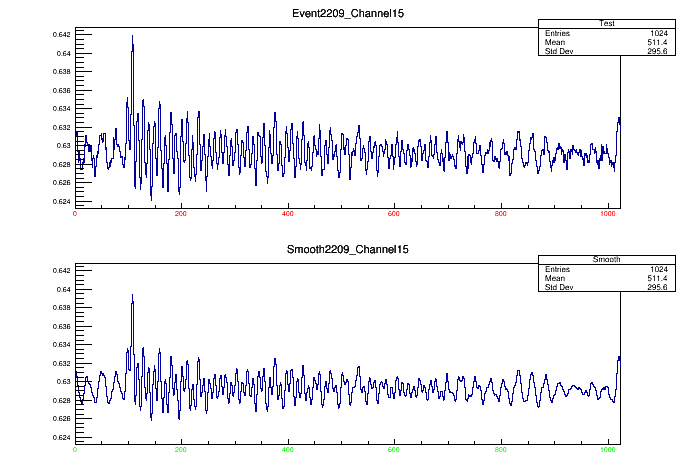 Event2209_Channel15
Test
Entries 1024
Mean 511.4
Std Dev 295.6
0.642
0.64
0.638
0.636
0.634
0.632
0.63
0.628
0.626
0.624
0 200 400 600 800 1000
Smooth2209_Channel15
Smooth
Entries 1024
Mean 511.4
Std Dev 295.6
0.642
0.64
0.638
0.636
0.634
0.632
0.63
0.628
0.626
0.624
0 200 400 600 800 1000